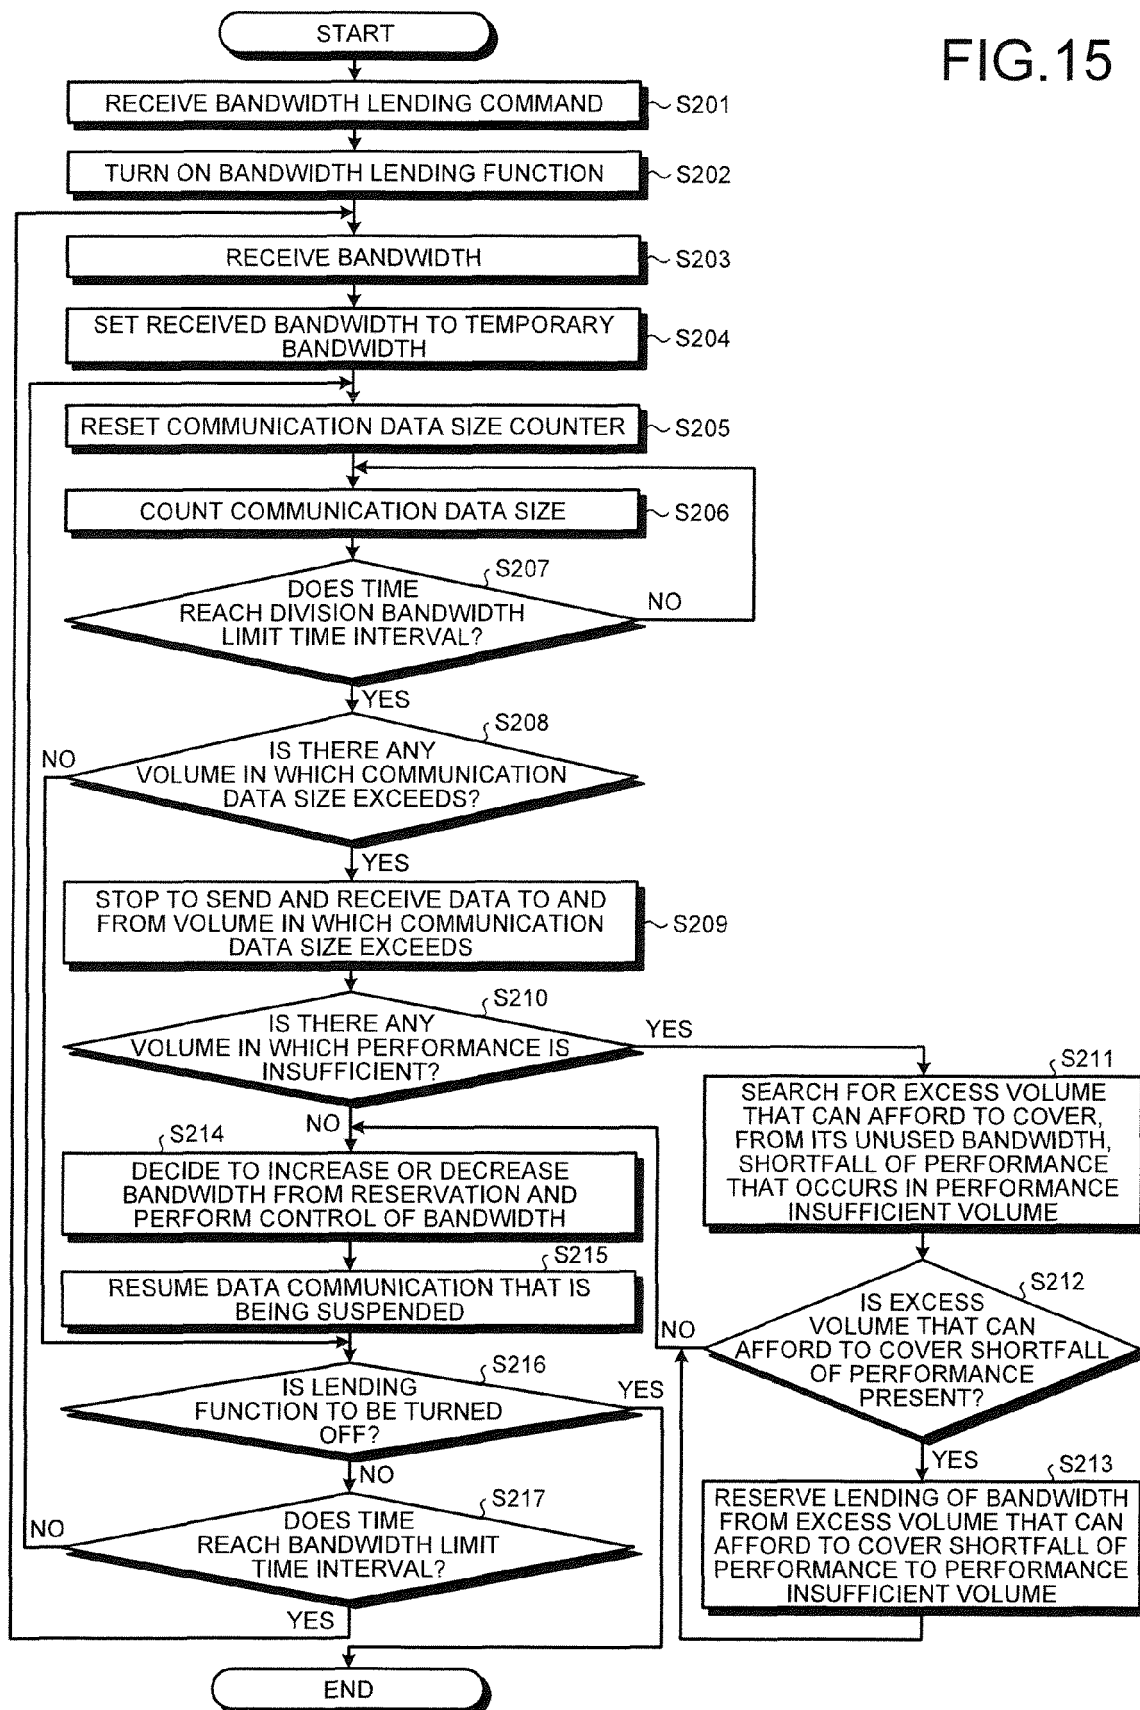 START
FIG.15
RECEIVE BANDWIDTH LENDING COMMAND
S201
TURN ON BANDWIDTH LENDING FUNCTION
S202
RECEIVE BANDWIDTH
S203
SET RECEIVED BANDWIDTH TO TEMPORARY
BANDWIDTH
S204
RESET COMMUNICATION DATA SIZE COUNTER
S205
COUNT COMMUNICATION DATA SIZE
S206
S207
DOES TIME
REACH DIVISION BANDWIDTH
LIMIT TIME INTERVAL?
NO
YES
S208
NO
IS THERE ANY
VOLUME IN WHICH COMMUNICATION
DATA SIZE EXCEEDS?
YES
STOP TO SEND AND RECEIVE DATA TO AND
FROM VOLUME IN WHICH COMMUNICATION
DATA SIZE EXCEEDS
S209
S210
IS THERE ANY
VOLUME IN WHICH PERFORMANCE IS
INSUFFICIENT?
YES
NO
S211
SEARCH FOR EXCESS VOLUME
THAT CAN AFFORD TO COVER,
FROM ITS UNUSED BANDWIDTH,
SHORTFALL OF PERFORMANCE
THAT OCCURS IN PERFORMANCE
INSUFFICIENT VOLUME
S212
IS EXCESS
VOLUME THAT CAN
AFFORD TO COVER SHORTFALL
OF PERFORMANCE
PRESENT?
NO
YES
S213
RESERVE LENDING OF BANDWIDTH
FROM EXCESS VOLUME THAT CAN
AFFORD TO COVER SHORTFALL OF
PERFORMANCE TO PERFORMANCE
INSUFFICIENT VOLUME
S214
DECIDE TO INCREASE OR DECREASE
BANDWIDTH FROM RESERVATION AND
PERFORM CONTROL OF BANDWIDTH
S215
RESUME DATA COMMUNICATION THAT IS
BEING SUSPENDED
S216
IS LENDING
FUNCTION TO BE TURNED
OFF?
YES
NO
S217
DOES TIME
REACH BANDWIDTH LIMIT
TIME INTERVAL?
NO
YES
END